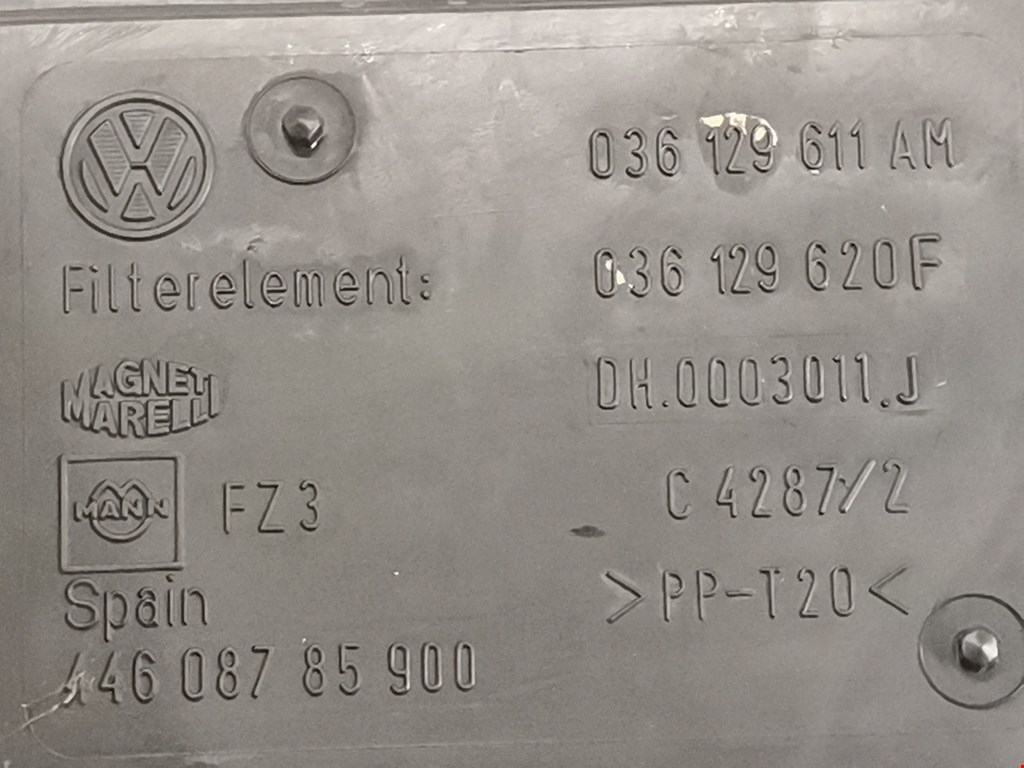 036 129 611 AM
Filterelement: 036 129 620F
MAGNETI MARELLI DH.0003011.J
MANN FZ3 C 4287/2
Spain >PP-T20<
446 087 85 900